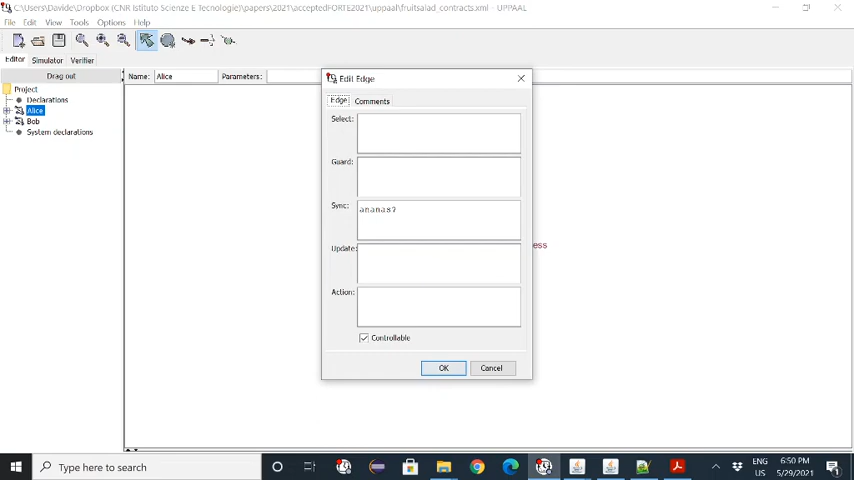 C:\Users\Davide\Dropbox (CNR Istituto Scienze E Tecnologie)\papers\2021\acceptedFORTE2021\uppaal\fruitsalad_contracts.xml - UPPAAL
File Edit View Tools Options Help
Editor Simulator Verifier
Drag out
Name: Alice Parameters:
Project
Declarations
Alice
Bob
System declarations
Edit Edge
Edge Comments
Select:
Guard:
Sync: ananas?
Update:
Action:
Controllable
OK Cancel
ess
Type here to search
ENG
US
6:50 PM
5/29/2021